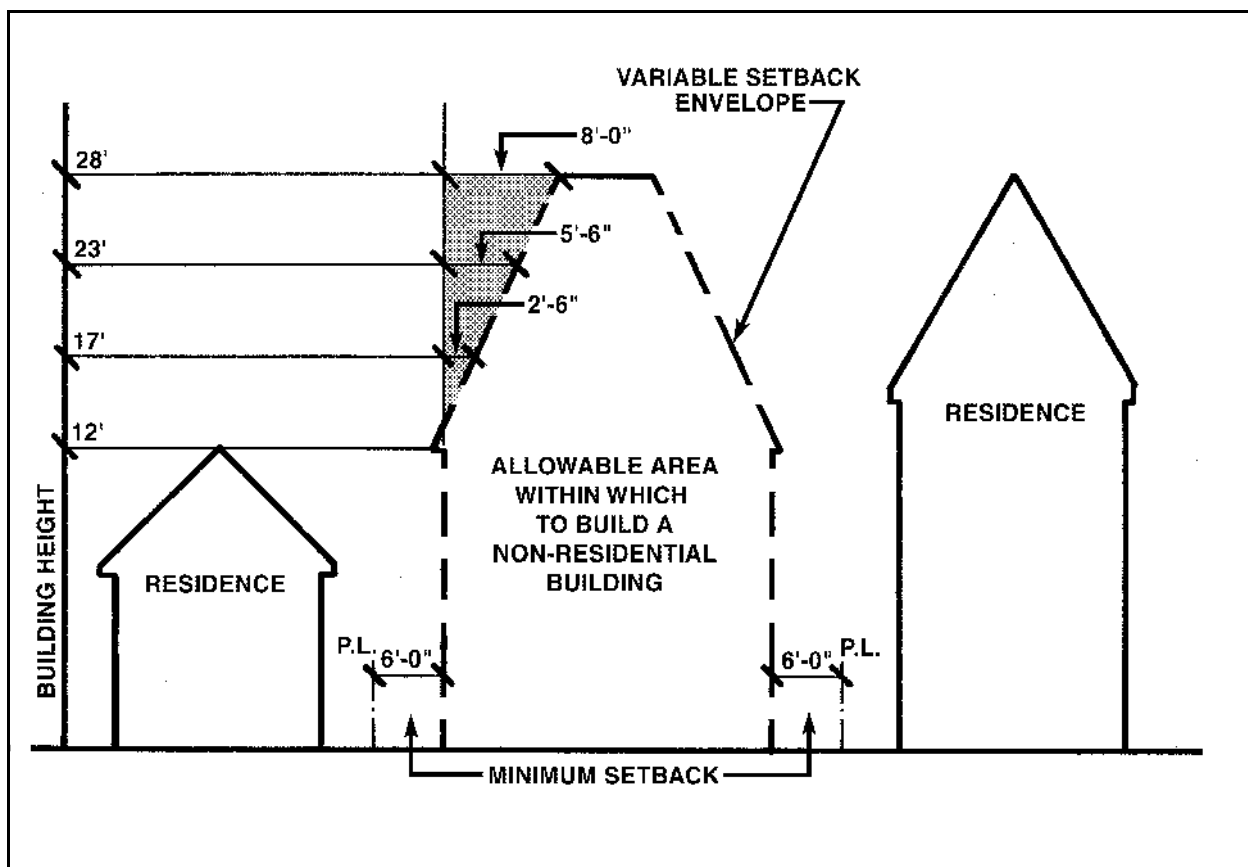 VARIABLE SETBACK
ENVELOPE
8'-0"
28'
5'-6"
23'
2'-6"
17'
12'
ALLOWABLE AREA
WITHIN WHICH
TO BUILD A
NON-RESIDENTIAL
BUILDING
RESIDENCE
RESIDENCE
BUILDING HEIGHT
P.L.
6'-0"
6'-0"
P.L.
MINIMUM SETBACK